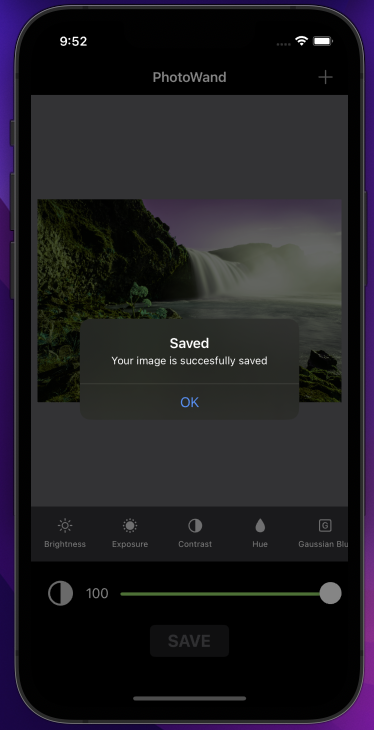 9:52
PhotoWand
Saved
Your image is succesfully saved
OK
Brightness
Exposure
Contrast
Hue
G
Gaussian Blu
100
SAVE